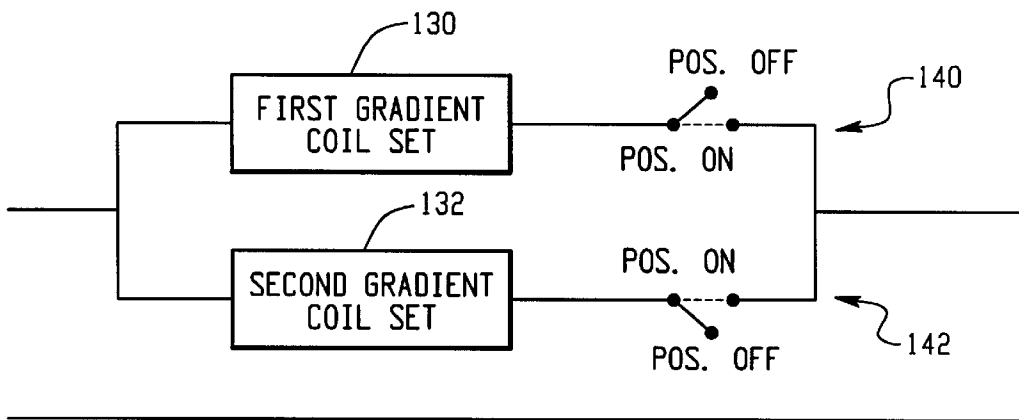 130
POS. OFF
140
FIRST GRADIENT
COIL SET
POS. ON
132
POS. ON
SECOND GRADIENT
COIL SET
142
POS. OFF